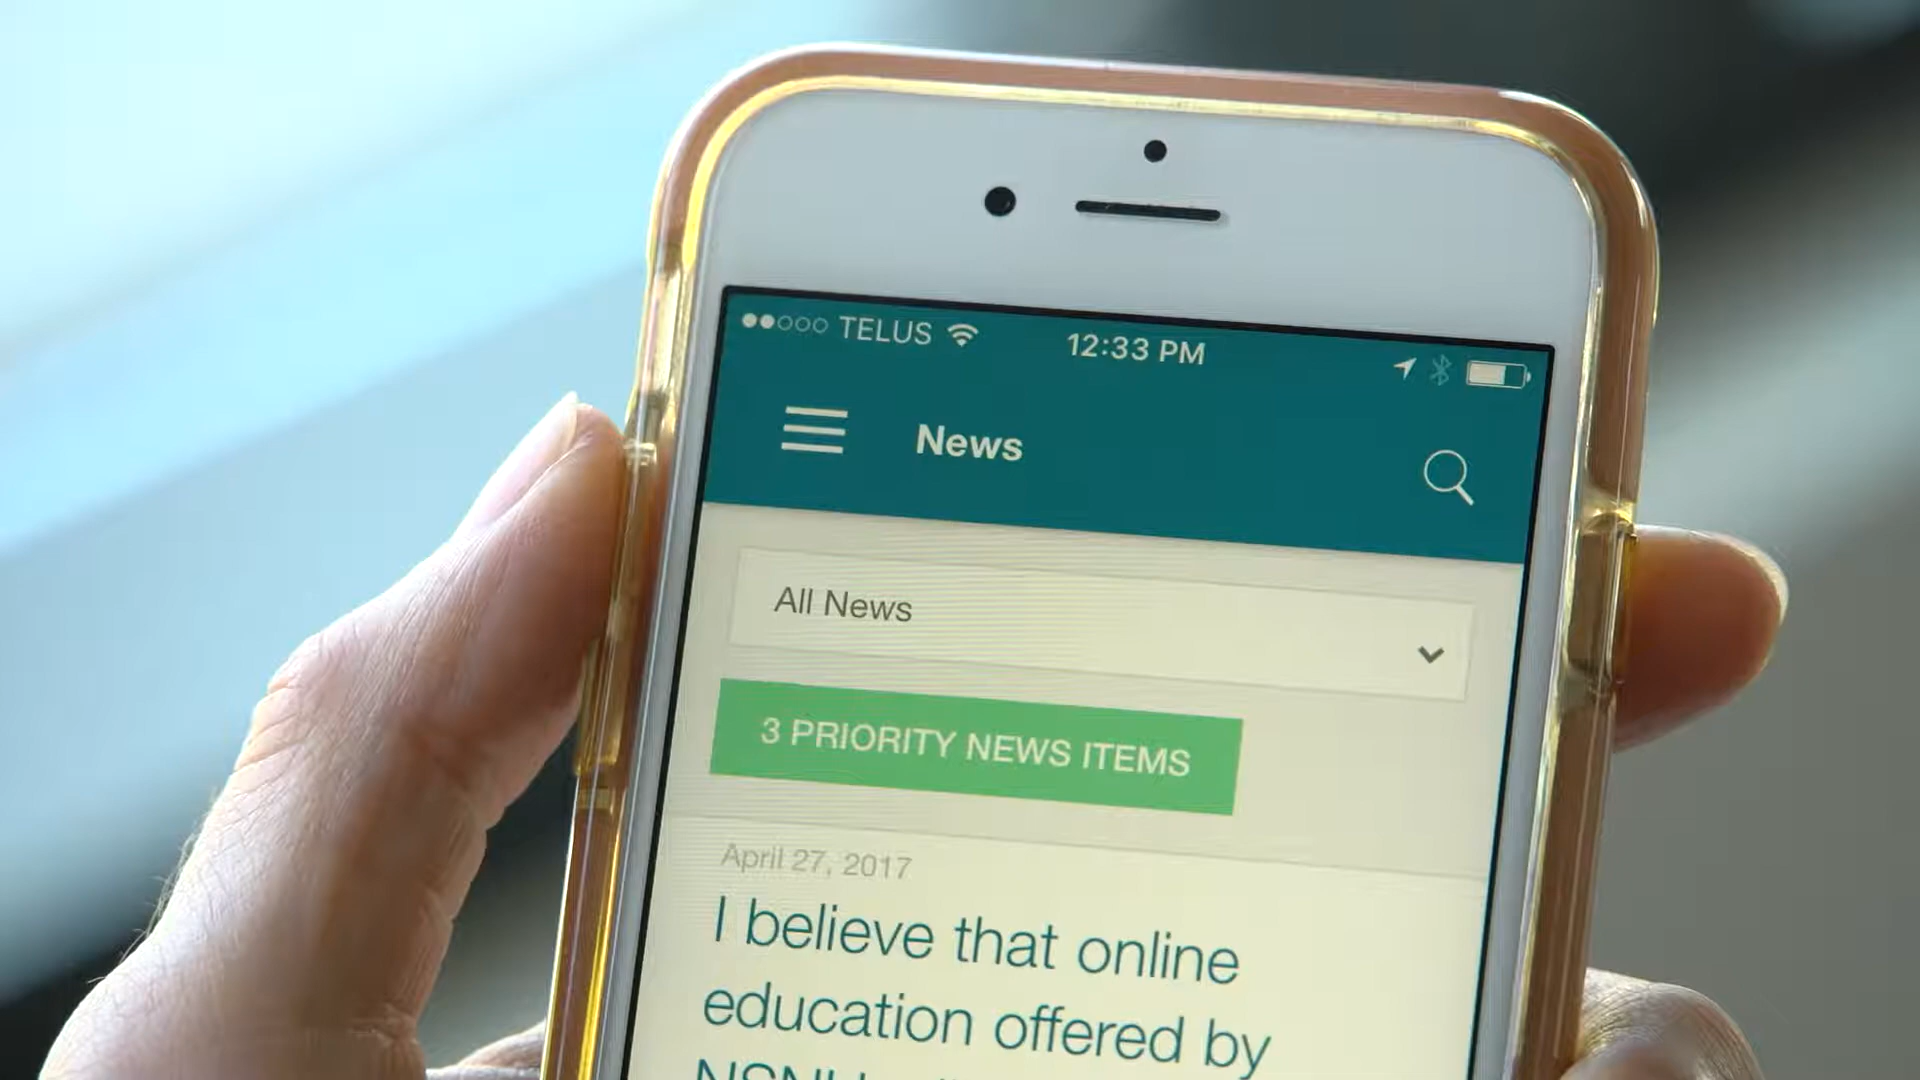 TELUS 12:33 PM
News
All News
3 PRIORITY NEWS ITEMS
April 27, 2017
I believe that online
education offered by